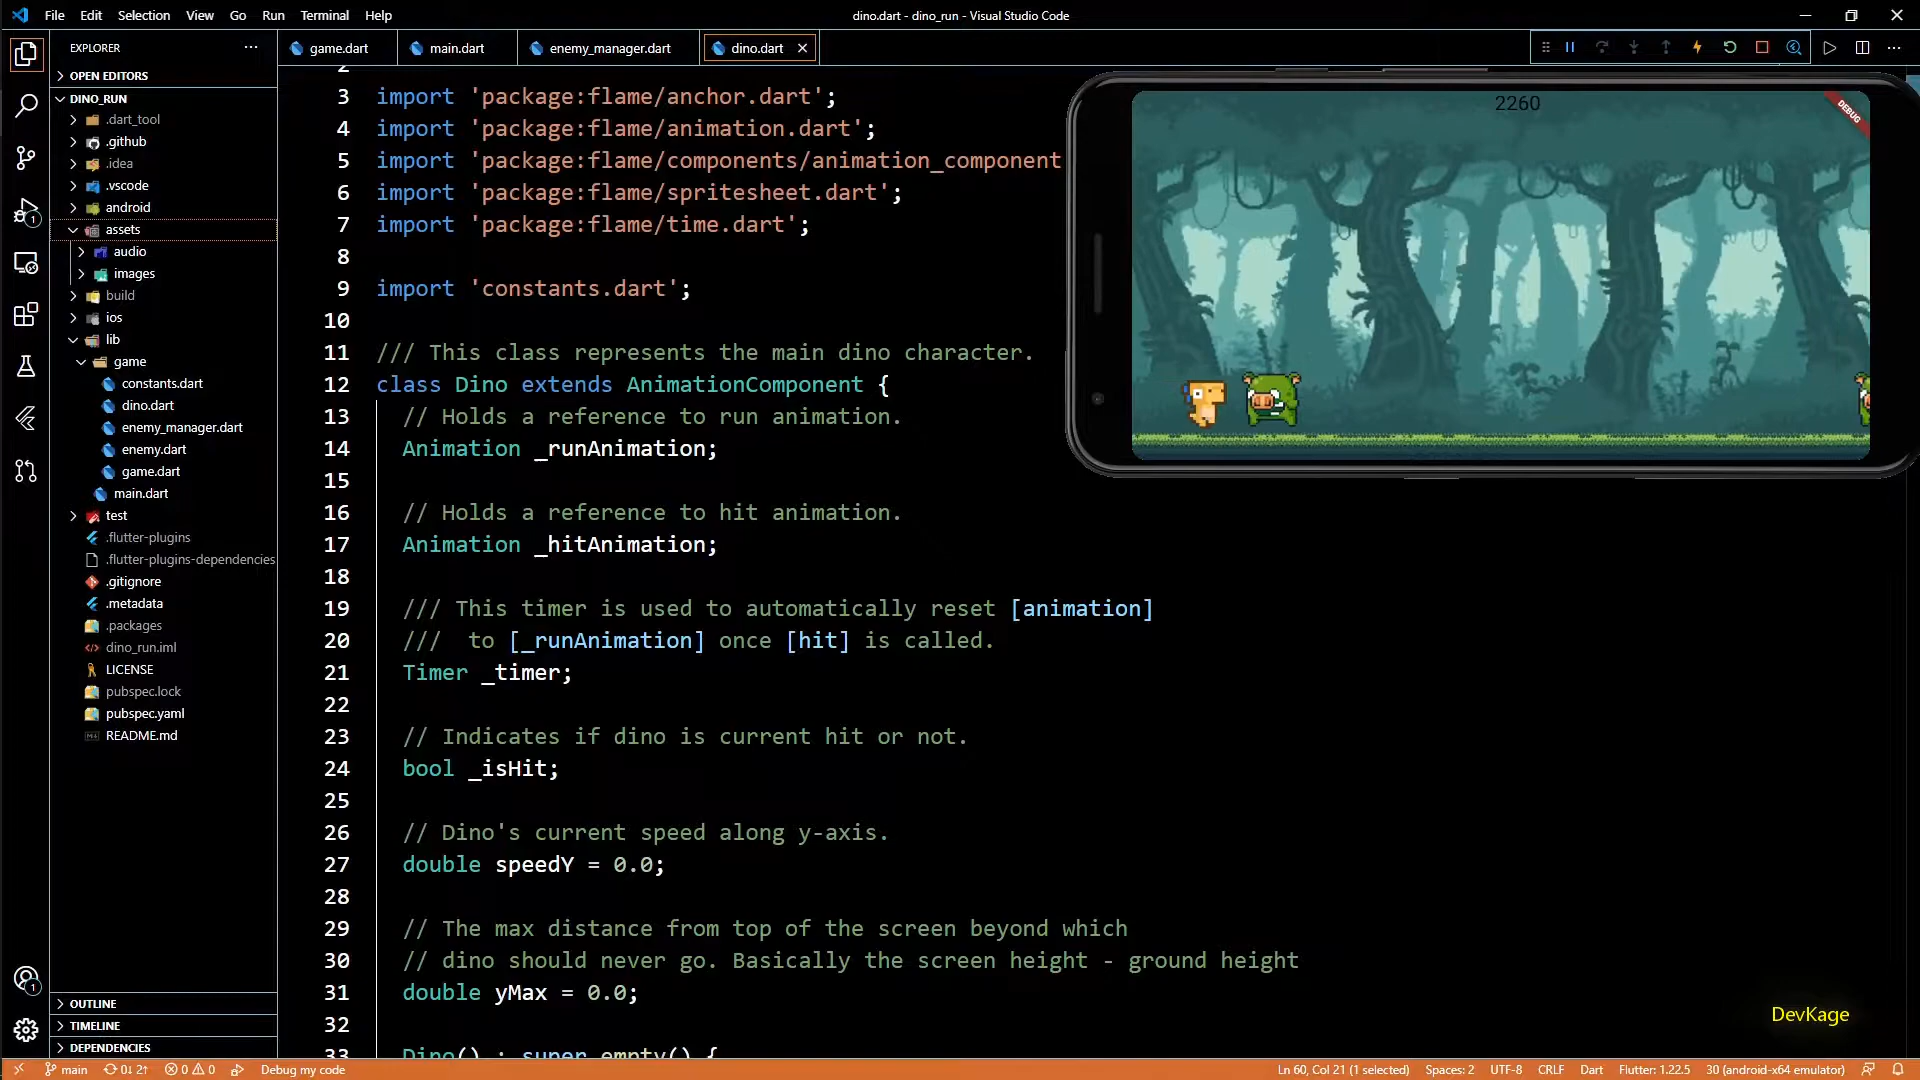 File Edit Selection View Go Run Terminal Help
dino.dart - dino_run - Visual Studio Code
EXPLORER
OPEN EDITORS
DINO_RUN
.dart_tool
.github
.idea
.vscode
android
assets
audio
images
build
ios
lib
game
constants.dart
dino.dart
enemy_manager.dart
enemy.dart
game.dart
main.dart
test
.flutter-plugins
.flutter-plugins-dependencies
.gitignore
.metadata
.packages
dino_run.iml
LICENSE
pubspec.lock
pubspec.yaml
README.md
OUTLINE
TIMELINE
DEPENDENCIES
1
1
game.dart main.dart enemy_manager.dart dino.dart
2
3 import 'package:flame/anchor.dart';
4 import 'package:flame/animation.dart';
5 import 'package:flame/components/animation_component
6 import 'package:flame/spritesheet.dart';
7 import 'package:flame/time.dart';
8
9 import 'constants.dart';
10
11 /// This class represents the main dino character.
12 class Dino extends AnimationComponent {
13 // Holds a reference to run animation.
14 Animation _runAnimation;
15
16 // Holds a reference to hit animation.
17 Animation _hitAnimation;
18
19 /// This timer is used to automatically reset [animation]
20 ///  to [_runAnimation] once [hit] is called.
21 Timer _timer;
22
23 // Indicates if dino is current hit or not.
24 bool _isHit;
25
26 // Dino's current speed along y-axis.
27 double speedY = 0.0;
28
29 // The max distance from top of the screen beyond which
30 // dino should never go. Basically the screen height - ground height
31 double yMax = 0.0;
32
33 Dino() : super.empty() {
2260
DEBUG
DevKage
main 0↓ 2↑ 0 0 Debug my code
Ln 60, Col 21 (1 selected) Spaces: 2 UTF-8 CRLF Dart Flutter: 1.22.5 30 (android-x64 emulator)